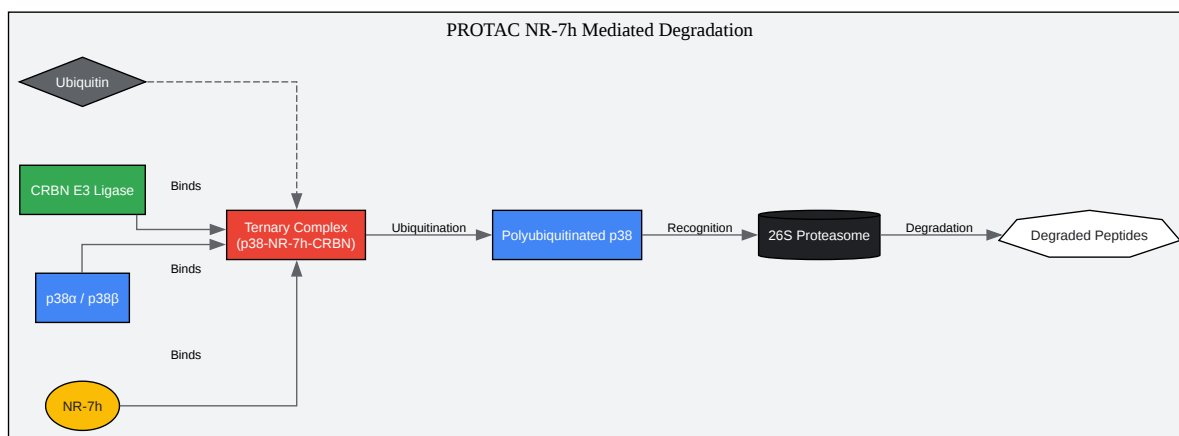 PROTAC NR-7h Mediated Degradation
Ubiquitin
CRBN E3 Ligase
Binds
Ternary Complex
(p38-NR-7h-CRBN)
Ubiquitination
Polyubiquitinated p38
Recognition
26S Proteasome
Degradation
Degraded Peptides
Binds
p38α / p38β
Binds
NR-7h